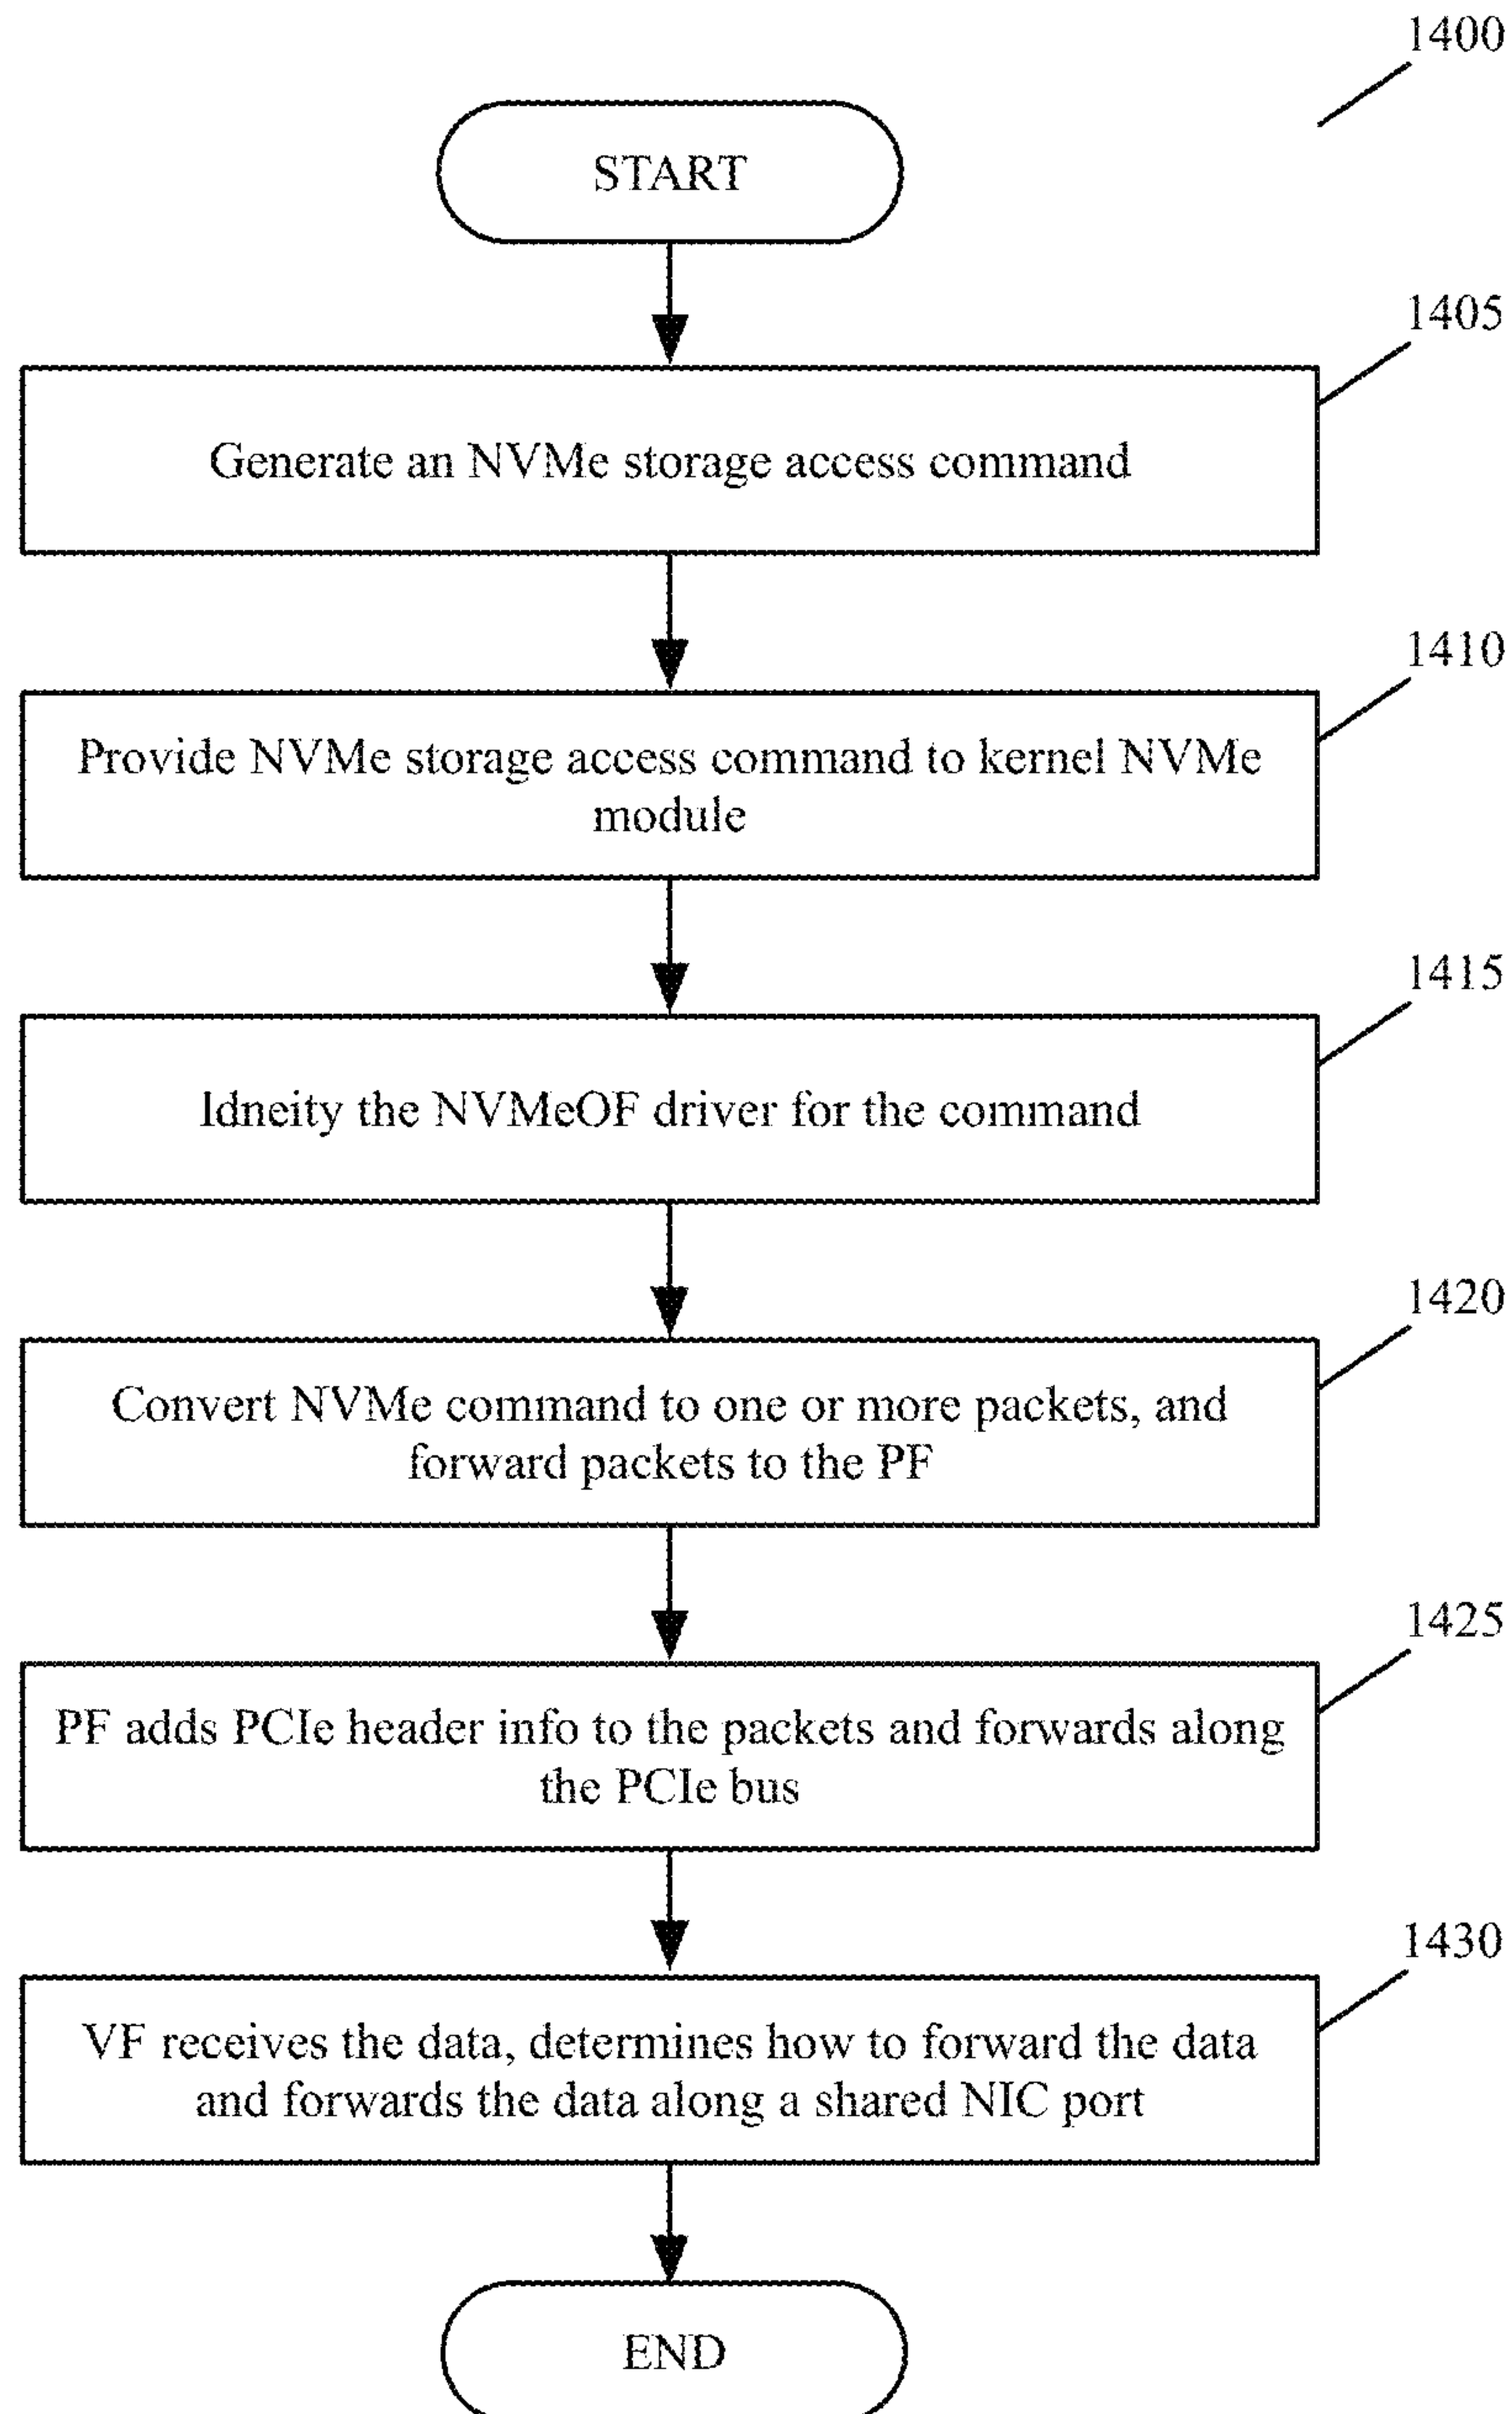 1400
START
1405
Generate an NVMe storage access command
1410
Provide NVMe storage access command to kernel NVMe
module
1415
Idneity the NVMeOF driver for the command
1420
Convert NVMe command to one or more packets, and
forward packets to the PF
1425
PF adds PCIe header info to the packets and forwards along
the PCIe bus
1430
VF receives the data, determines how to forward the data
and forwards the data along a shared NIC port
END